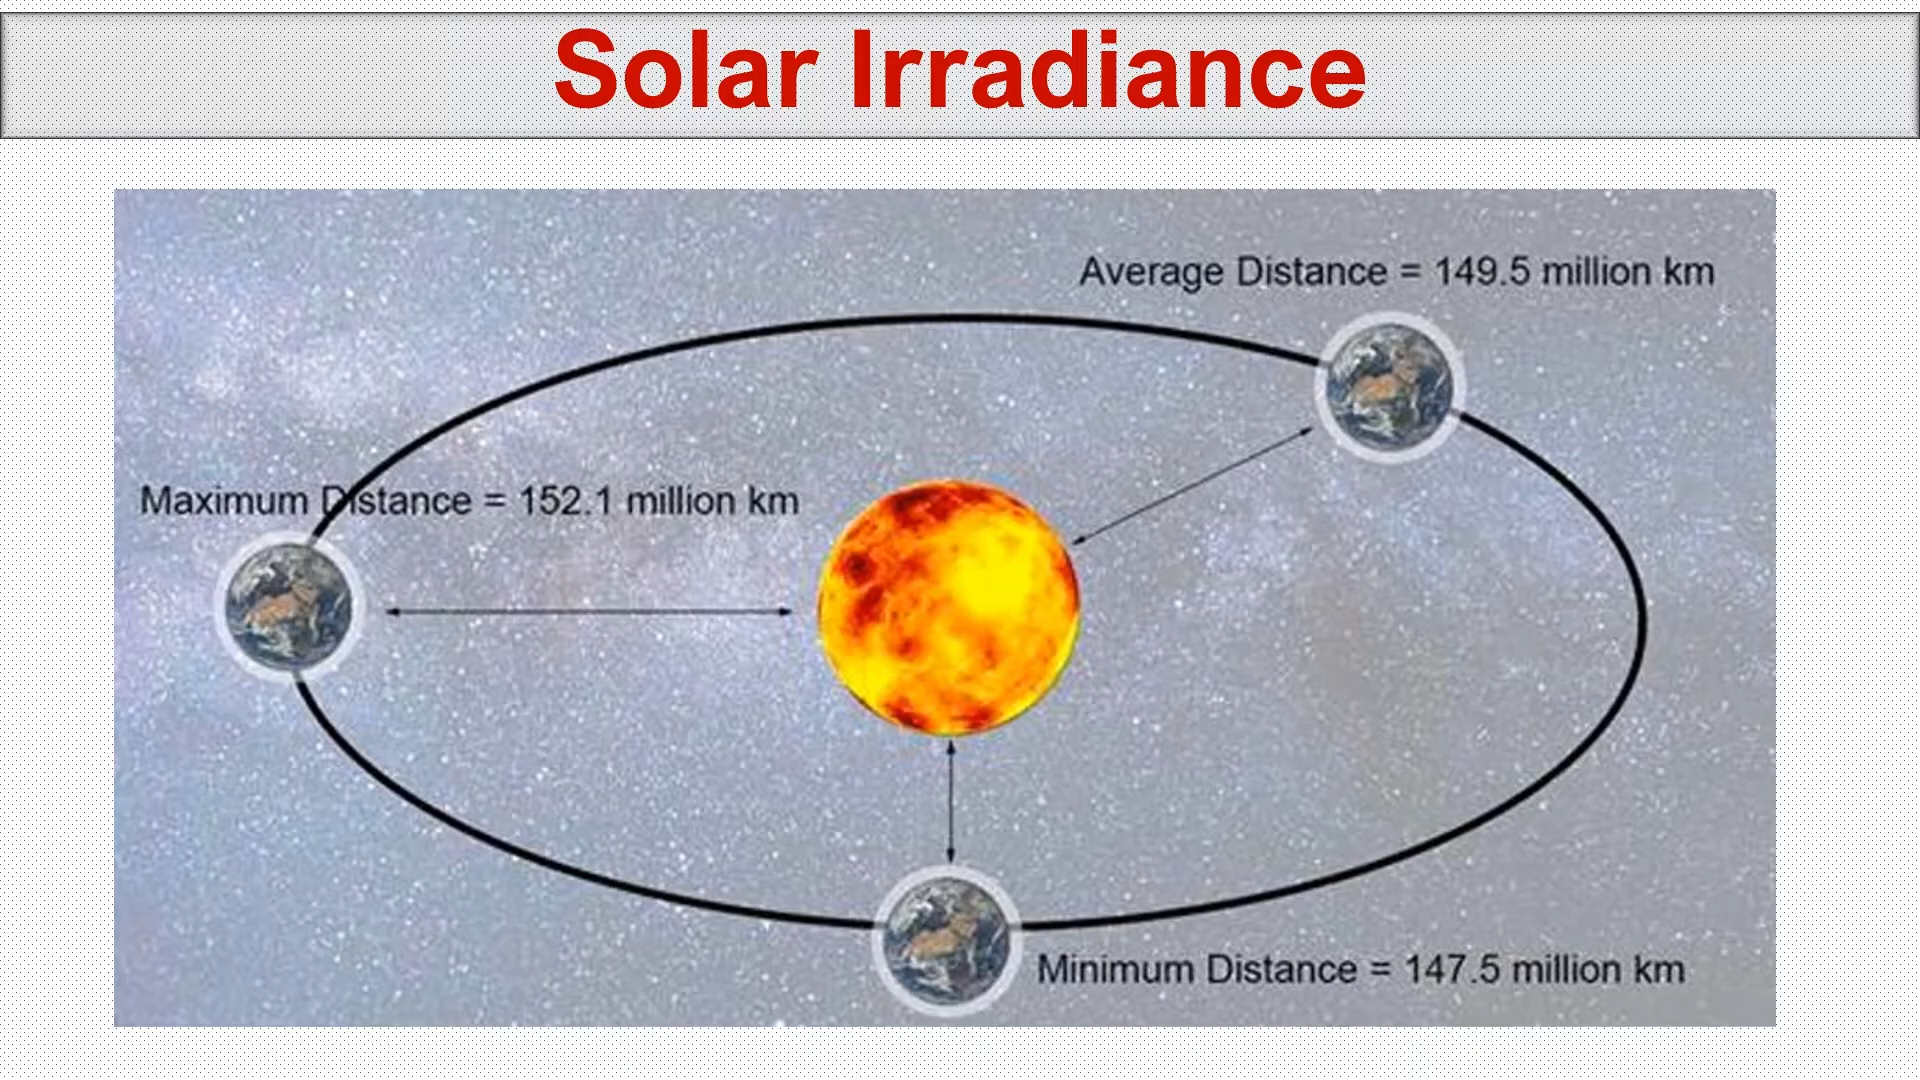 Solar Irradiance
Average Distance = 149.5 million km
Maximum Distance = 152.1 million km
Minimum Distance = 147.5 million km